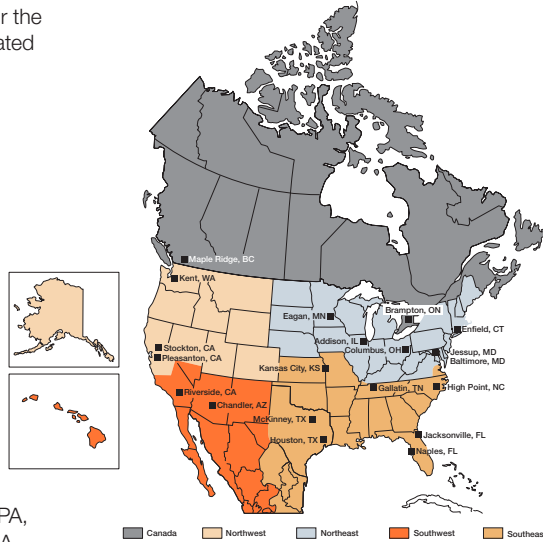 r the
ated
Maple Ridge, BC
Kent, WA
Brampton, ON
Eagan, MN
Enfield, CT
Addison, IL
Columbus, OH
Stockton, CA
Pleasanton, CA
Jessup, MD
Baltimore, MD
Kansas City, KS
Gallatin, TN
High Point, NC
Riverside, CA
Chandler, AZ
McKinney, TX
Houston, TX
Jacksonville, FL
Naples, FL
PA,
A
Canada
Northwest
Northeast
Southwest
Southeas